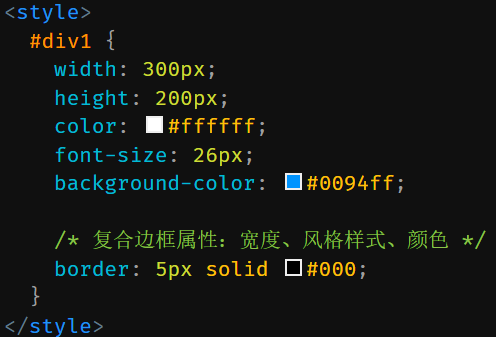 <style>
#div1 {
width: 300px;
height: 200px;
color: #ffffff;
font-size: 26px;
background-color: #0094ff;
/* 复合边框属性：宽度、风格样式、颜色 */
border: 5px solid #000;
}
</style>